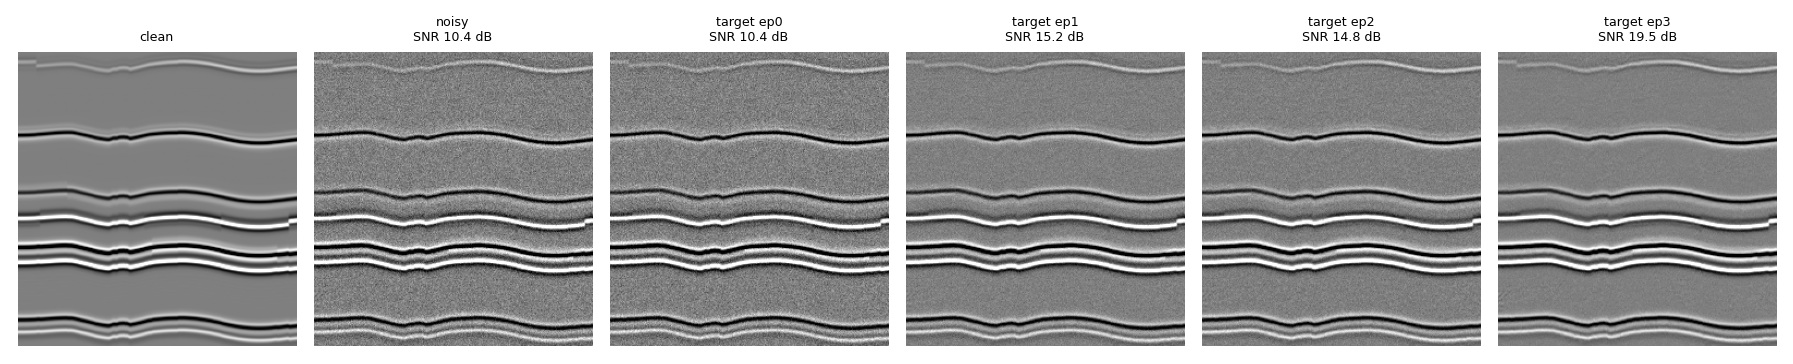 clean
noisy
SNR 10.4 dB
target ep0
SNR 10.4 dB
target ep1
SNR 15.2 dB
target ep2
SNR 14.8 dB
target ep3
SNR 19.5 dB